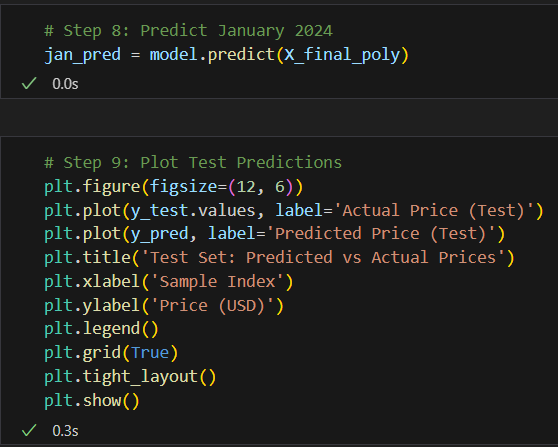 # Step 8: Predict January 2024
jan_pred = model.predict(X_final_poly)
0.0s
# Step 9: Plot Test Predictions
plt.figure(figsize=(12, 6))
plt.plot(y_test.values, label='Actual Price (Test)')
plt.plot(y_pred, label='Predicted Price (Test)')
plt.title('Test Set: Predicted vs Actual Prices')
plt.xlabel('Sample Index')
plt.ylabel('Price (USD)')
plt.legend()
plt.grid(True)
plt.tight_layout()
plt.show()
0.3s